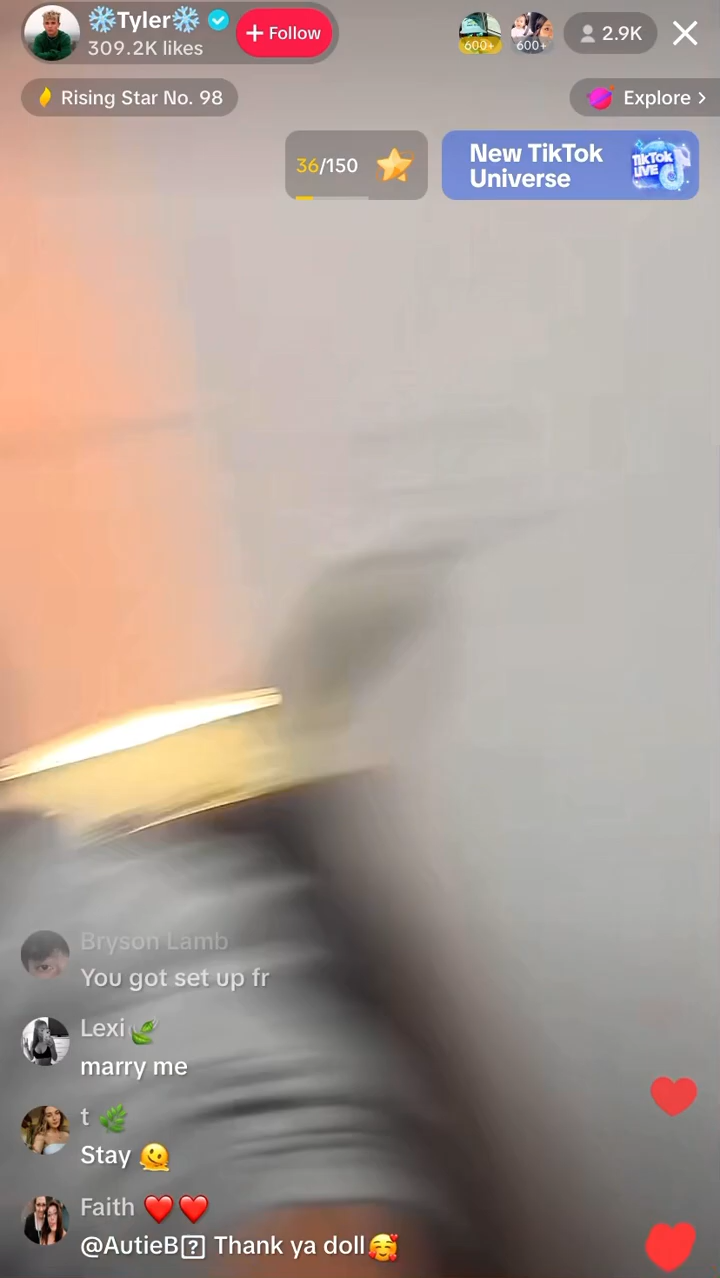 ❄️Tyler❄️
309.2K likes
+ Follow
600+
600+
2.9K
Rising Star No. 98
Explore >
36/150
New TikTok
Universe
TIKTOK
LIVE
Bryson Lamb
You got set up fr
Lexi🌿
marry me
t 🌿
Stay 🫠
Faith ❤️❤️
@AutieB⍰ Thank ya doll🥰